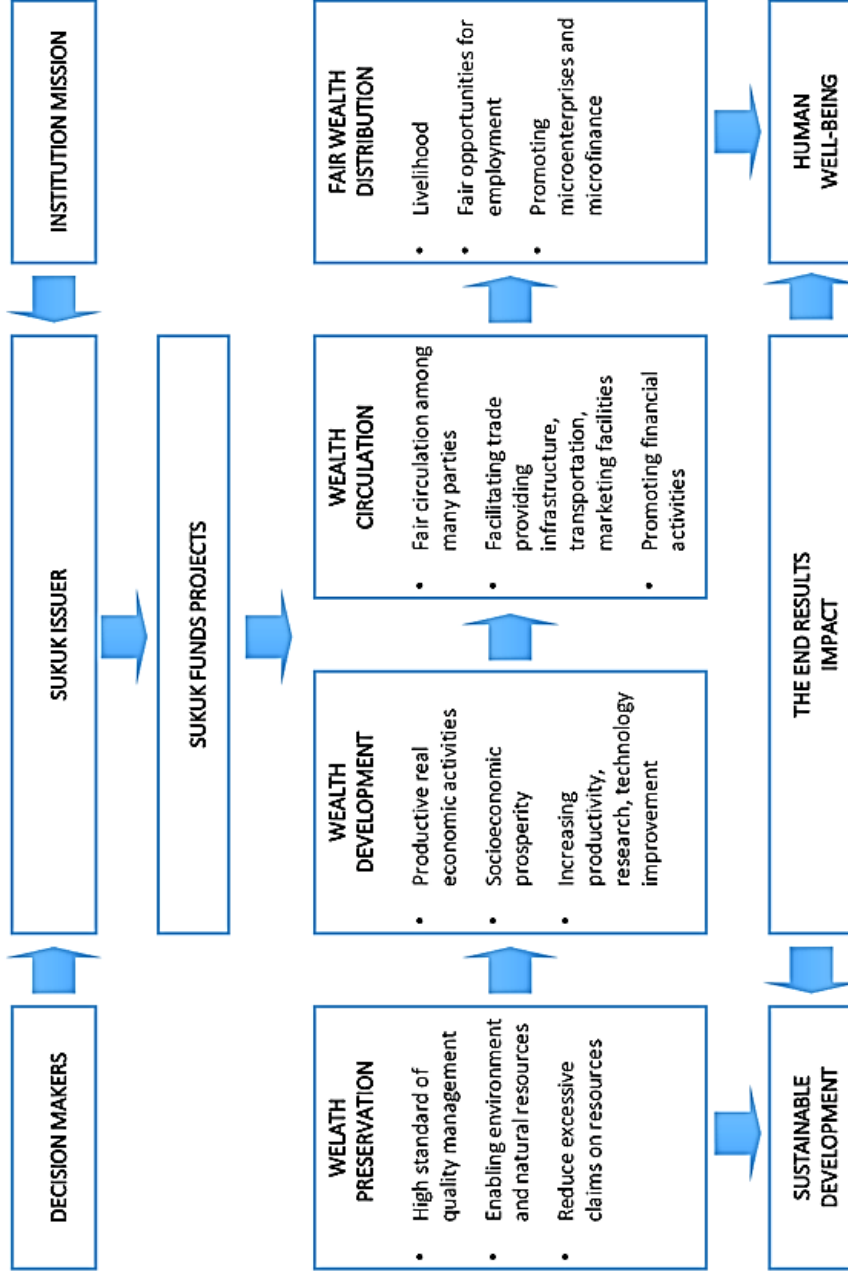 DECISION MAKERS
SUKUK ISSUER
INSTITUTION MISSION
SUKUK FUNDS PROJECTS
WELATH
PRESERVATION
• High standard of
quality management
• Enabling environment
and natural resources
• Reduce excessive
claims on resources
WEALTH
DEVELOPMENT
• Productive real
economic activities
• Socioeconomic
prosperity
• Increasing
productivity,
research, technology
improvement
WEALTH
CIRCULATION
• Fair circulation among
many parties
• Facilitating trade
providing
infrastructure,
transportation,
marketing facilities
• Promoting financial
activities
FAIR WEALTH
DISTRIBUTION
• Livelihood
• Fair opportunities for
employment
• Promoting
microenterprises and
microfinance
SUSTAINABLE
DEVELOPMENT
THE END RESULTS
IMPACT
HUMAN
WELL-BEING